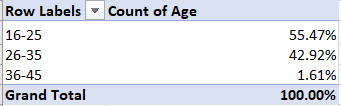 Row Labels Count of Age
16-25 55.47%
26-35 42.92%
36-45 1.61%
Grand Total 100.00%